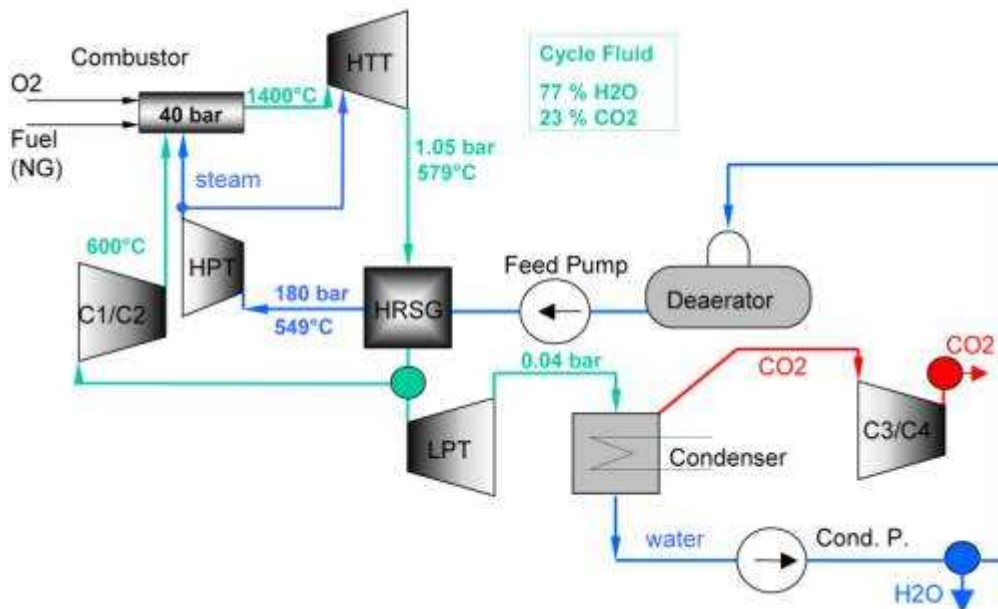 Combustor
HTT
Cycle Fluid
77 % H2O
23 % CO2
O2
40 bar
1400°C
Fuel
(NG)
1.05 bar
579°C
steam
600°C
HPT
Feed Pump
C1/C2
180 bar
549°C
HRSG
Deaerator
0.04 bar
CO2
CO2
LPT
C3/C4
Condenser
water
Cond. P.
H2O